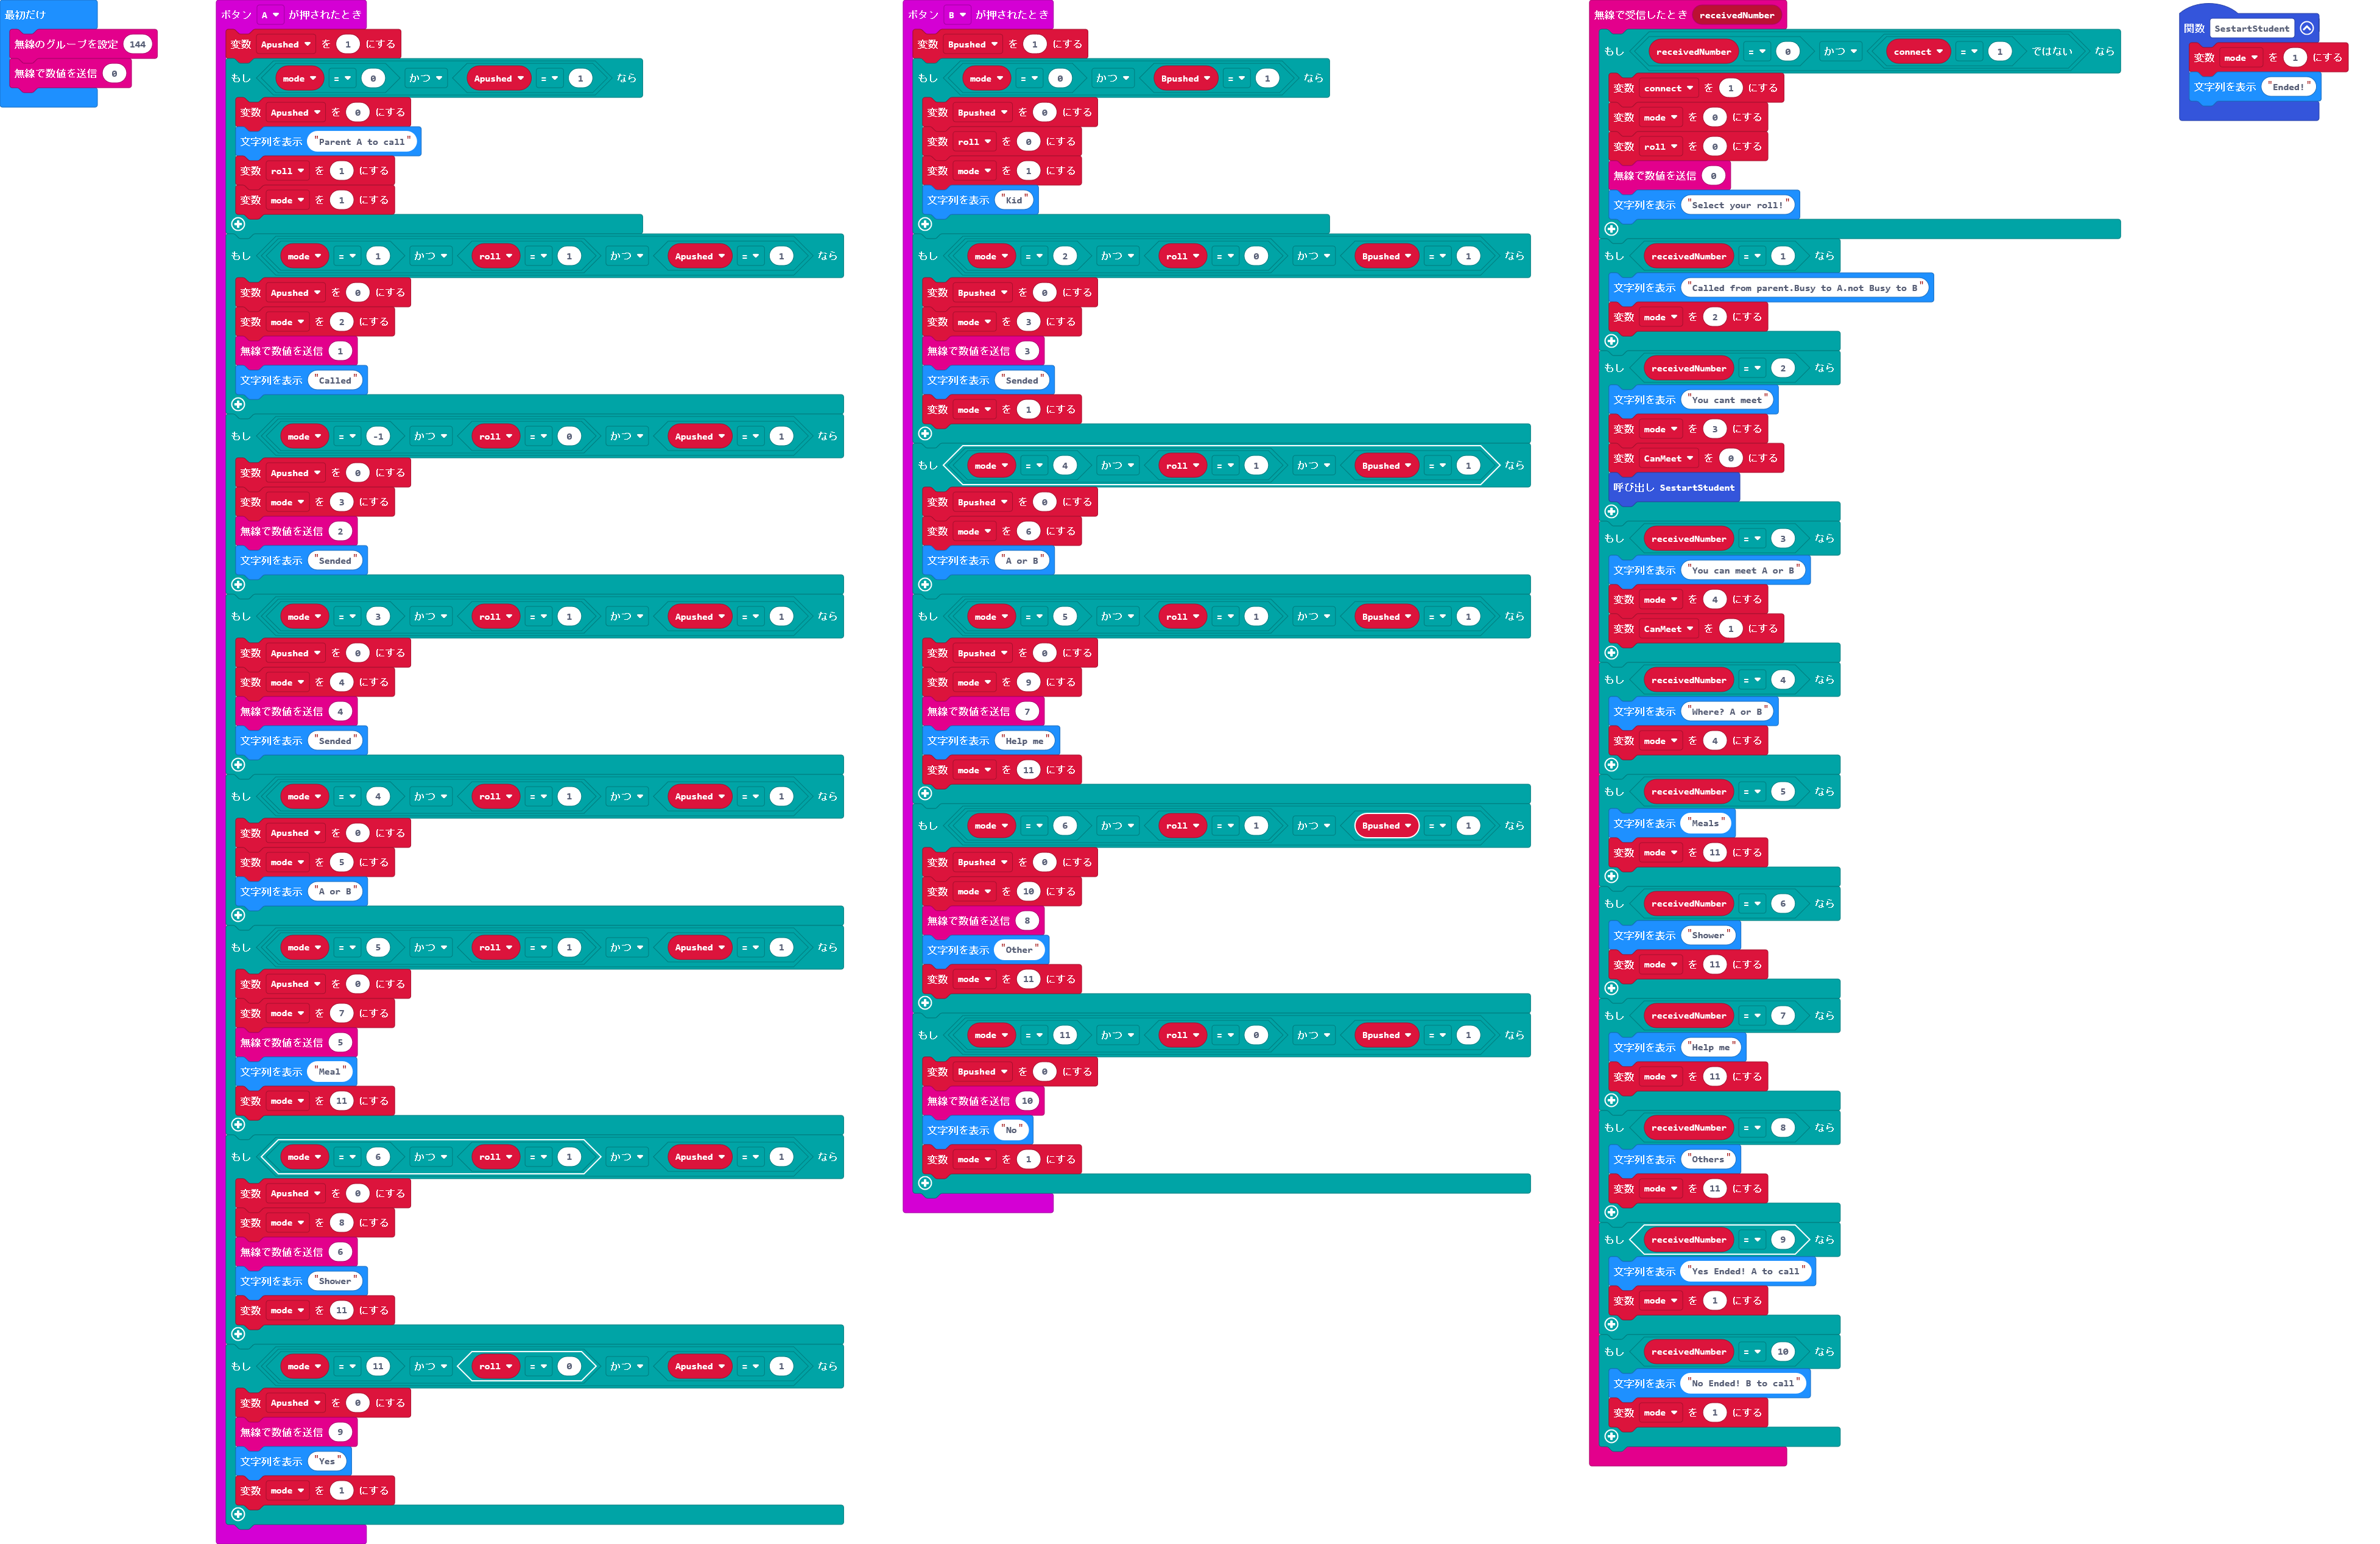 最初だけ
無線のグループを設定 144
無線で数値を送信 0
ボタン A が押されたとき
変数 Apushed を 1 にする
もし mode = 0 かつ Apushed = 1 なら
変数 Apushed を 0 にする
文字列を表示 "Parent A to call"
変数 roll を 1 にする
変数 mode を 1 にする
もし mode = 1 かつ roll = 1 かつ Apushed = 1 なら
変数 Apushed を 0 にする
変数 mode を 2 にする
無線で数値を送信 1
文字列を表示 "Called"
もし mode = -1 かつ roll = 0 かつ Apushed = 1 なら
変数 Apushed を 0 にする
変数 mode を 3 にする
無線で数値を送信 2
文字列を表示 "Sended"
もし mode = 3 かつ roll = 1 かつ Apushed = 1 なら
変数 Apushed を 0 にする
変数 mode を 4 にする
無線で数値を送信 4
文字列を表示 "Sended"
もし mode = 4 かつ roll = 1 かつ Apushed = 1 なら
変数 Apushed を 0 にする
変数 mode を 5 にする
文字列を表示 "A or B"
もし mode = 5 かつ roll = 1 かつ Apushed = 1 なら
変数 Apushed を 0 にする
変数 mode を 7 にする
無線で数値を送信 5
文字列を表示 "Meal"
変数 mode を 11 にする
もし mode = 6 かつ roll = 1 かつ Apushed = 1 なら
変数 Apushed を 0 にする
変数 mode を 8 にする
無線で数値を送信 6
文字列を表示 "Shower"
変数 mode を 11 にする
もし mode = 11 かつ roll = 0 かつ Apushed = 1 なら
変数 Apushed を 0 にする
無線で数値を送信 9
文字列を表示 "Yes"
変数 mode を 1 にする
ボタン B が押されたとき
変数 Bpushed を 1 にする
もし mode = 0 かつ Bpushed = 1 なら
変数 Bpushed を 0 にする
変数 roll を 0 にする
変数 mode を 1 にする
文字列を表示 "Kid"
もし mode = 2 かつ roll = 0 かつ Bpushed = 1 なら
変数 Bpushed を 0 にする
変数 mode を 3 にする
無線で数値を送信 3
文字列を表示 "Sended"
変数 mode を 1 にする
もし mode = 4 かつ roll = 1 かつ Bpushed = 1 なら
変数 Bpushed を 0 にする
変数 mode を 6 にする
文字列を表示 "A or B"
もし mode = 5 かつ roll = 1 かつ Bpushed = 1 なら
変数 Bpushed を 0 にする
変数 mode を 9 にする
無線で数値を送信 7
文字列を表示 "Help me"
変数 mode を 11 にする
もし mode = 6 かつ roll = 1 かつ Bpushed = 1 なら
変数 Bpushed を 0 にする
変数 mode を 10 にする
無線で数値を送信 8
文字列を表示 "Other"
変数 mode を 11 にする
もし mode = 11 かつ roll = 0 かつ Bpushed = 1 なら
変数 Bpushed を 0 にする
無線で数値を送信 10
文字列を表示 "No"
変数 mode を 1 にする
無線で受信したとき receivedNumber
もし receivedNumber = 0 かつ connect = 1 ではない なら
変数 connect を 1 にする
変数 mode を 0 にする
変数 roll を 0 にする
無線で数値を送信 0
文字列を表示 "Select your roll!"
もし receivedNumber = 1 なら
文字列を表示 "Called from parent.Busy to A.not Busy to B"
変数 mode を 2 にする
もし receivedNumber = 2 なら
文字列を表示 "You cant meet"
変数 mode を 3 にする
変数 CanMeet を 0 にする
呼び出し SestartStudent
もし receivedNumber = 3 なら
文字列を表示 "You can meet A or B"
変数 mode を 4 にする
変数 CanMeet を 1 にする
もし receivedNumber = 4 なら
文字列を表示 "Where? A or B"
変数 mode を 4 にする
もし receivedNumber = 5 なら
文字列を表示 "Meals"
変数 mode を 11 にする
もし receivedNumber = 6 なら
文字列を表示 "Shower"
変数 mode を 11 にする
もし receivedNumber = 7 なら
文字列を表示 "Help me"
変数 mode を 11 にする
もし receivedNumber = 8 なら
文字列を表示 "Others"
変数 mode を 11 にする
もし receivedNumber = 9 なら
文字列を表示 "Yes Ended! A to call"
変数 mode を 1 にする
もし receivedNumber = 10 なら
文字列を表示 "No Ended! B to call"
変数 mode を 1 にする
関数 SestartStudent
変数 mode を 1 にする
文字列を表示 "Ended!"